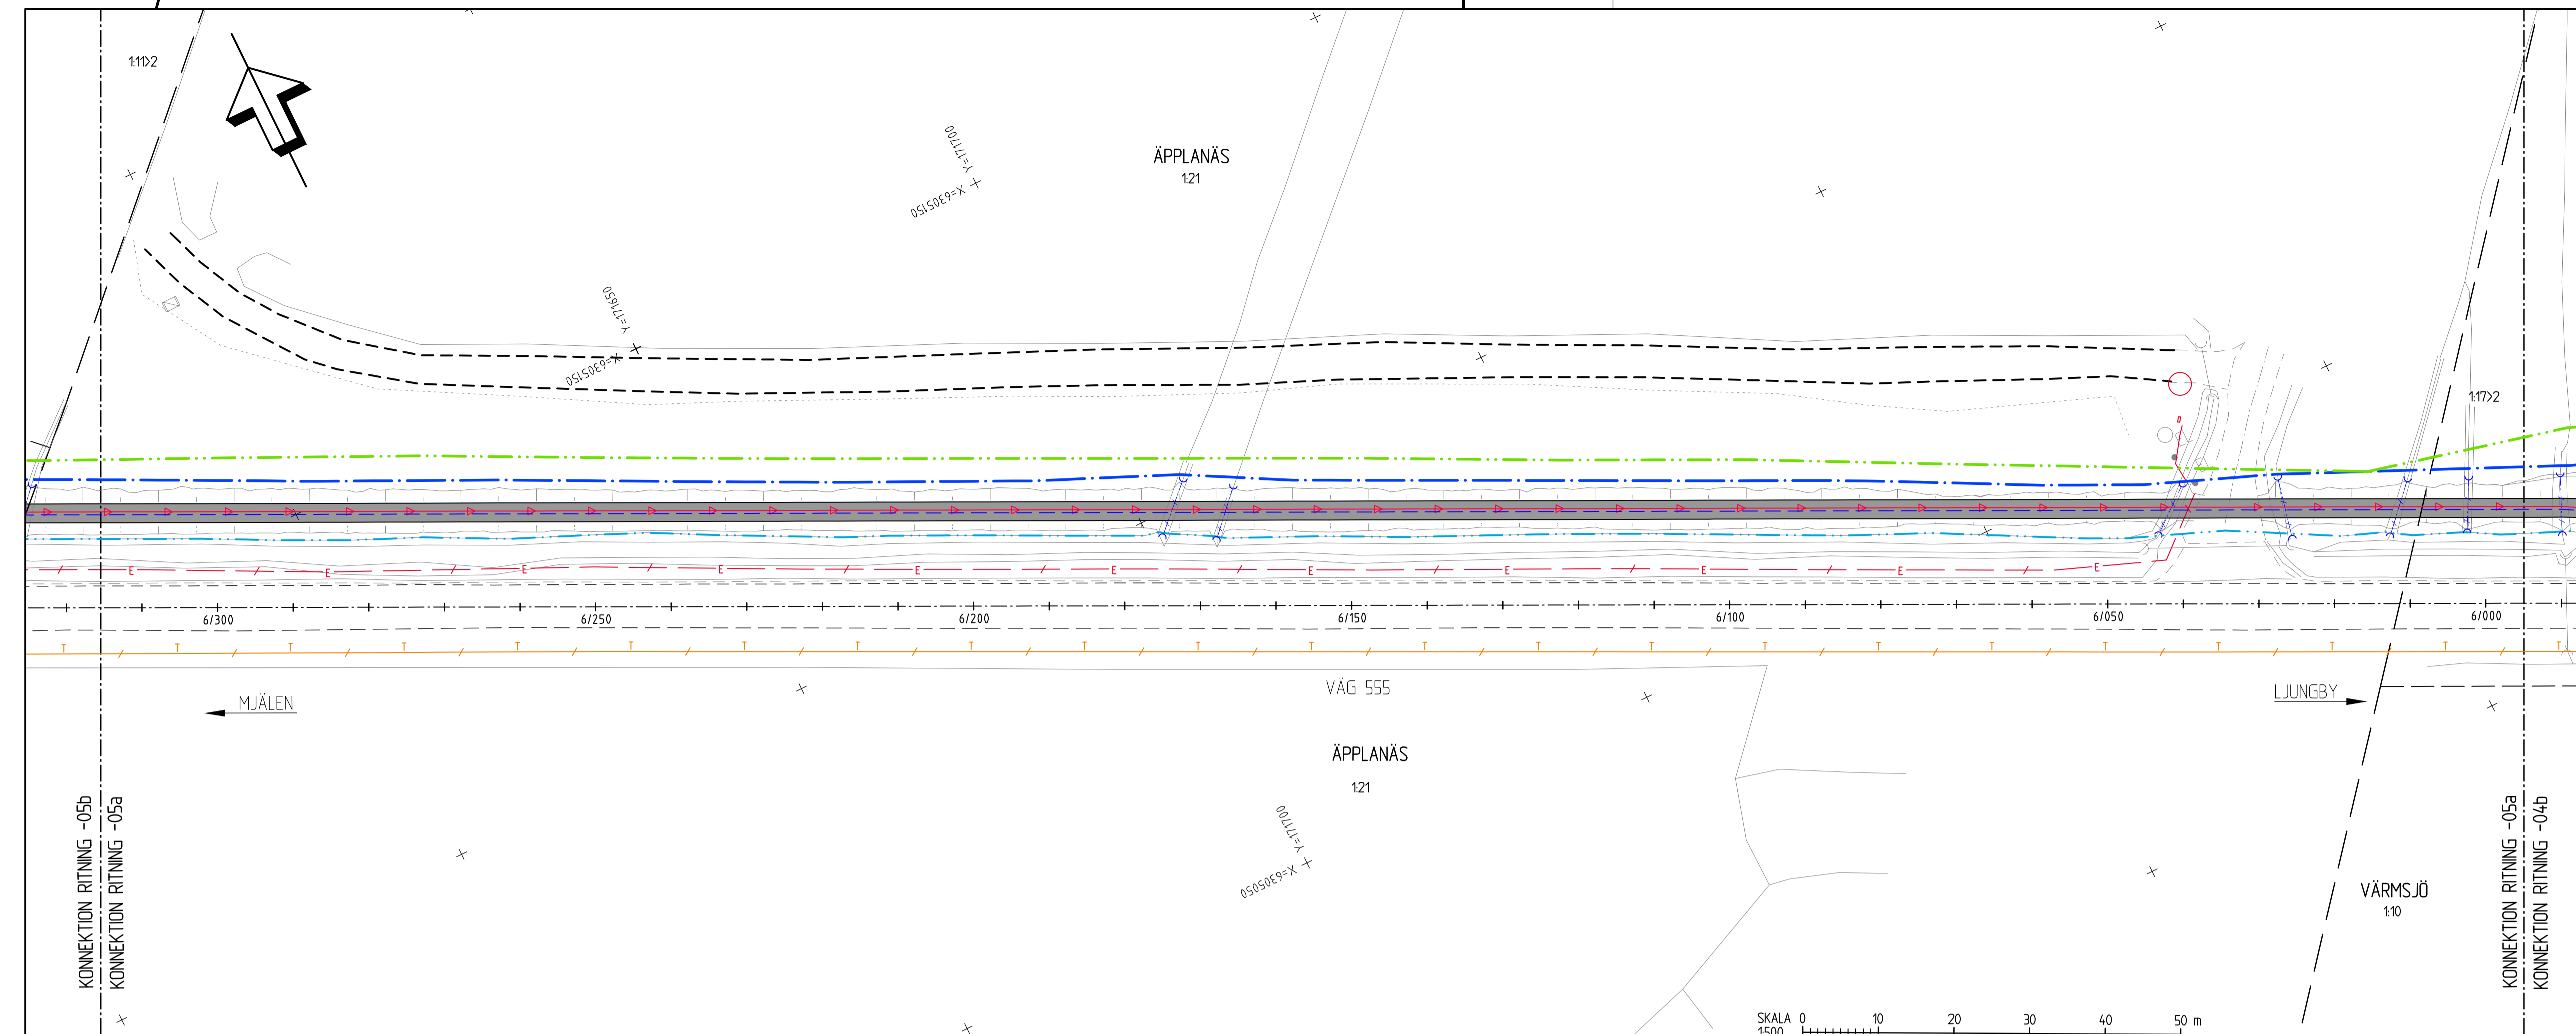 1:11>2
Y=171700
X=6305150
ÄPPLANÄS
1:21
Y=171650
X=6305150
1:17>2
D
E E E E E E E E E E E
6/300 6/250 6/200 6/150 6/100 6/050 6/000
T T T T T T T T T T T T T T T T T T T T T T T
MJÄLEN
VÄG 555
LJUNGBY
ÄPPLANÄS
1:21
Y=171700
X=6305050
KONNEKTION RITNING -05b
KONNEKTION RITNING -05a
KONNEKTION RITNING -05a
KONNEKTION RITNING -04b
VÄRMSJÖ
1:10
SKALA 0 10 20 30 40 50 m